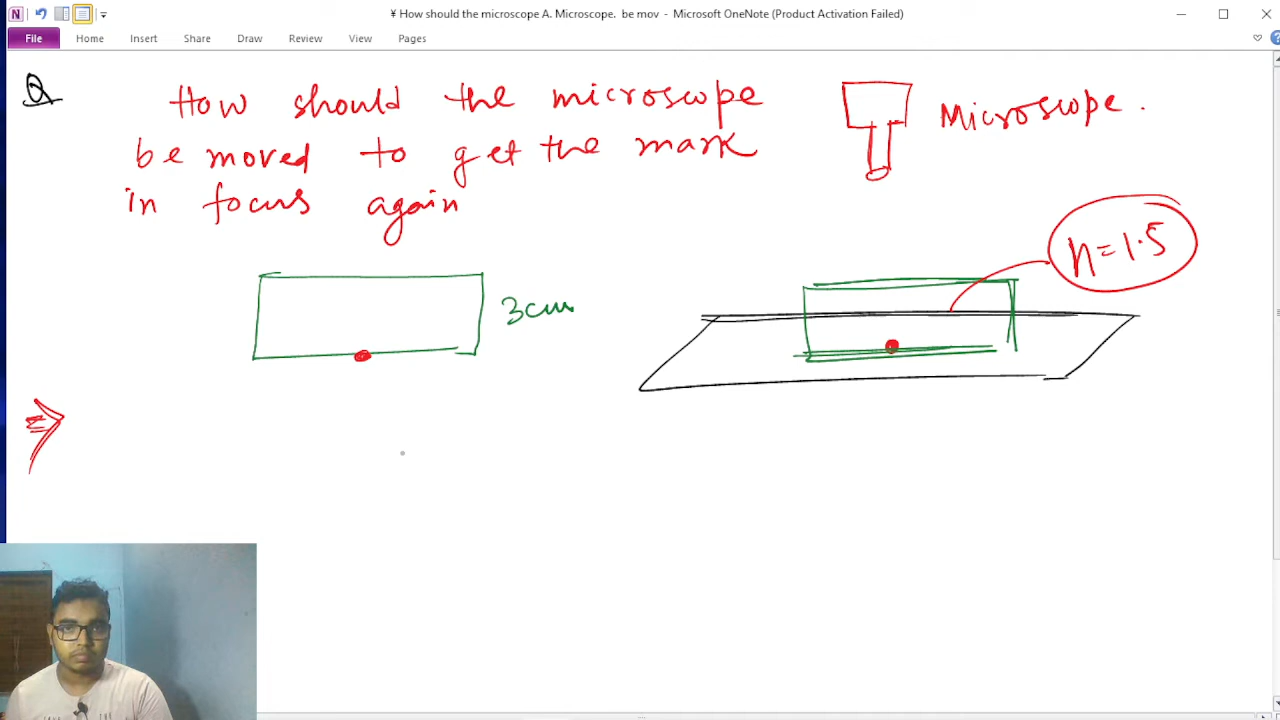 ¥ How should the microscope A. Microscope.  be mov - Microsoft OneNote (Product Activation Failed)
File Home Insert Share Draw Review View Pages
Q How should the microscope
be moved to get the mark
in focus again
Microscope.
n=1.5
3cm